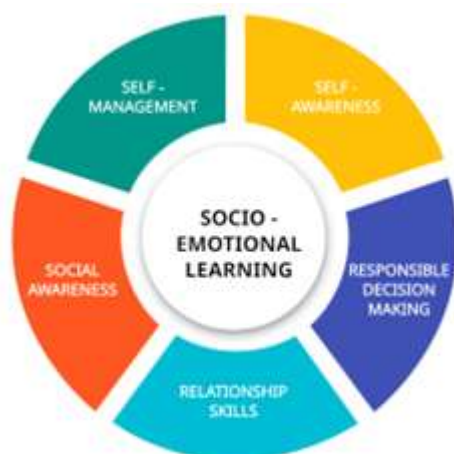 SELF -
MANAGEMENT
SELF -
AWARENESS
SOCIO -
EMOTIONAL
LEARNING
SOCIAL
AWARENESS
RESPONSIBLE
DECISION
MAKING
RELATIONSHIP
SKILLS